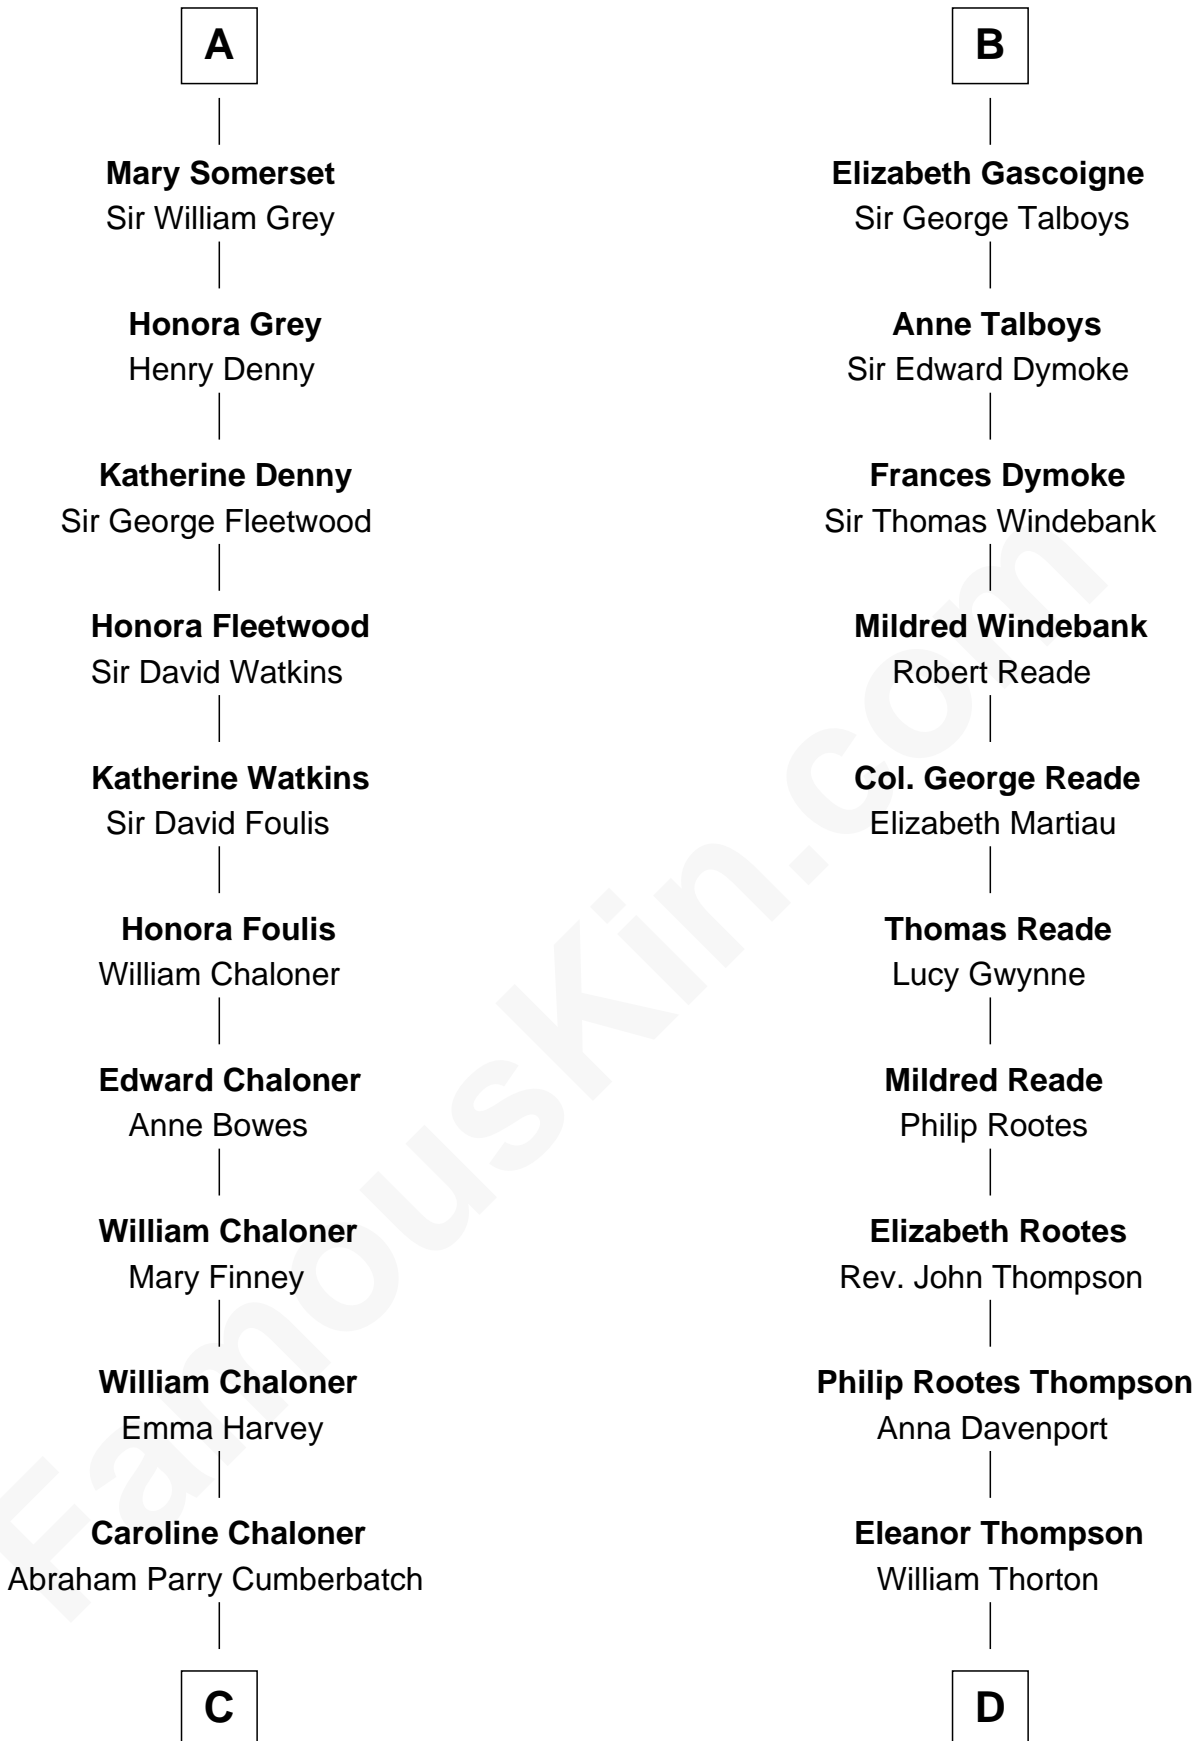 A
Mary Somerset
Sir William Grey
Honora Grey
Henry Denny
Katherine Denny
Sir George Fleetwood
Honora Fleetwood
Sir David Watkins
Katherine Watkins
Sir David Foulis
Honora Foulis
William Chaloner
Edward Chaloner
Anne Bowes
William Chaloner
Mary Finney
William Chaloner
Emma Harvey
Caroline Chaloner
Abraham Parry Cumberbatch
C
B
Elizabeth Gascoigne
Sir George Talboys
Anne Talboys
Sir Edward Dymoke
Frances Dymoke
Sir Thomas Windebank
Mildred Windebank
Robert Reade
Col. George Reade
Elizabeth Martiau
Thomas Reade
Lucy Gwynne
Mildred Reade
Philip Rootes
Elizabeth Rootes
Rev. John Thompson
Philip Rootes Thompson
Anna Davenport
Eleanor Thompson
William Thorton
D
FamousKin.com